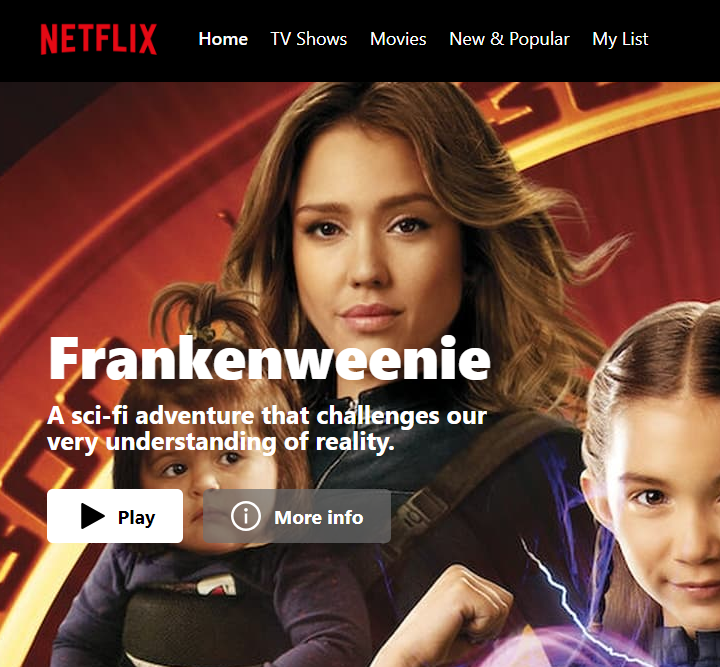 NETFLIX Home TV Shows Movies New & Popular My List
Frankenweenie
A sci-fi adventure that challenges our
very understanding of reality.
Play More info